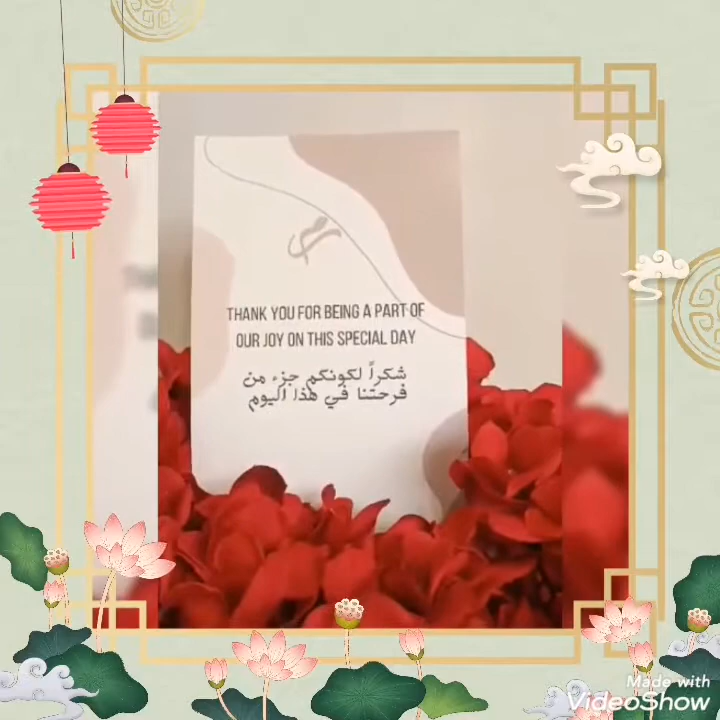 THANK YOU FOR BEING A PART OF
OUR JOY ON THIS SPECIAL DAY
شكراً لكونكم جزء من
فرحتنا في هذا اليوم
Made with
VideoShow